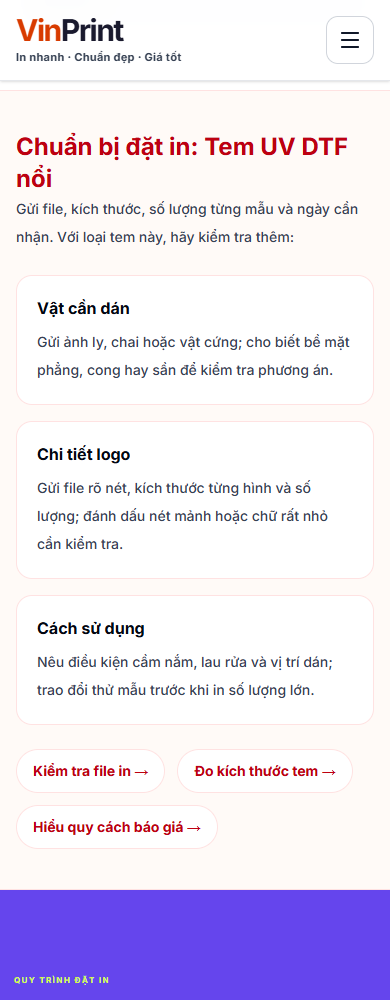 VinPrint
In nhanh · Chuẩn đẹp · Giá tốt
Chuẩn bị đặt in: Tem UV DTF
nổi
Gửi file, kích thước, số lượng từng mẫu và ngày cần
nhận. Với loại tem này, hãy kiểm tra thêm:
Vật cần dán
Gửi ảnh ly, chai hoặc vật cứng; cho biết bề mặt
phẳng, cong hay sần để kiểm tra phương án.
Chi tiết logo
Gửi file rõ nét, kích thước từng hình và số
lượng; đánh dấu nét mảnh hoặc chữ rất nhỏ
cần kiểm tra.
Cách sử dụng
Nêu điều kiện cầm nắm, lau rửa và vị trí dán;
trao đổi thử mẫu trước khi in số lượng lớn.
Kiểm tra file in →
Đo kích thước tem →
Hiểu quy cách báo giá →
QUY TRÌNH ĐẶT IN